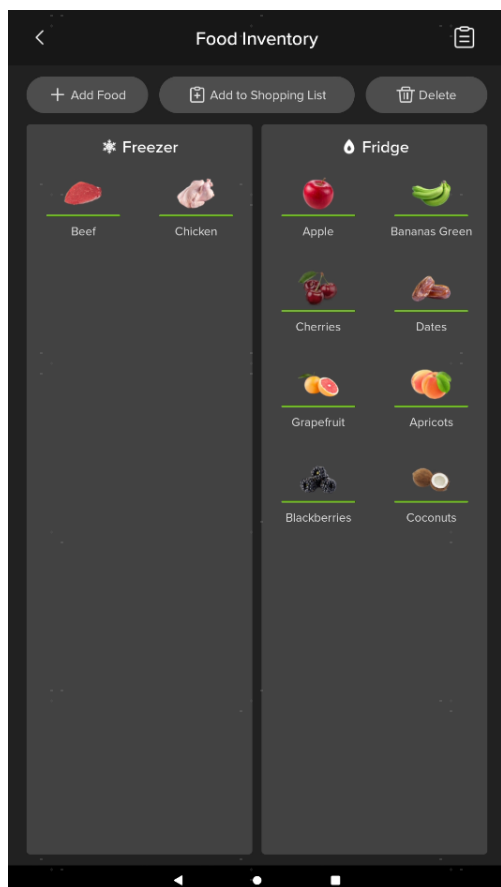 Food Inventory
Add Food
Add to Shopping List
Delete
Freezer
Beef
Chicken
Fridge
Apple
Bananas Green
Cherries
Dates
Grapefruit
Apricots
Blackberries
Coconuts